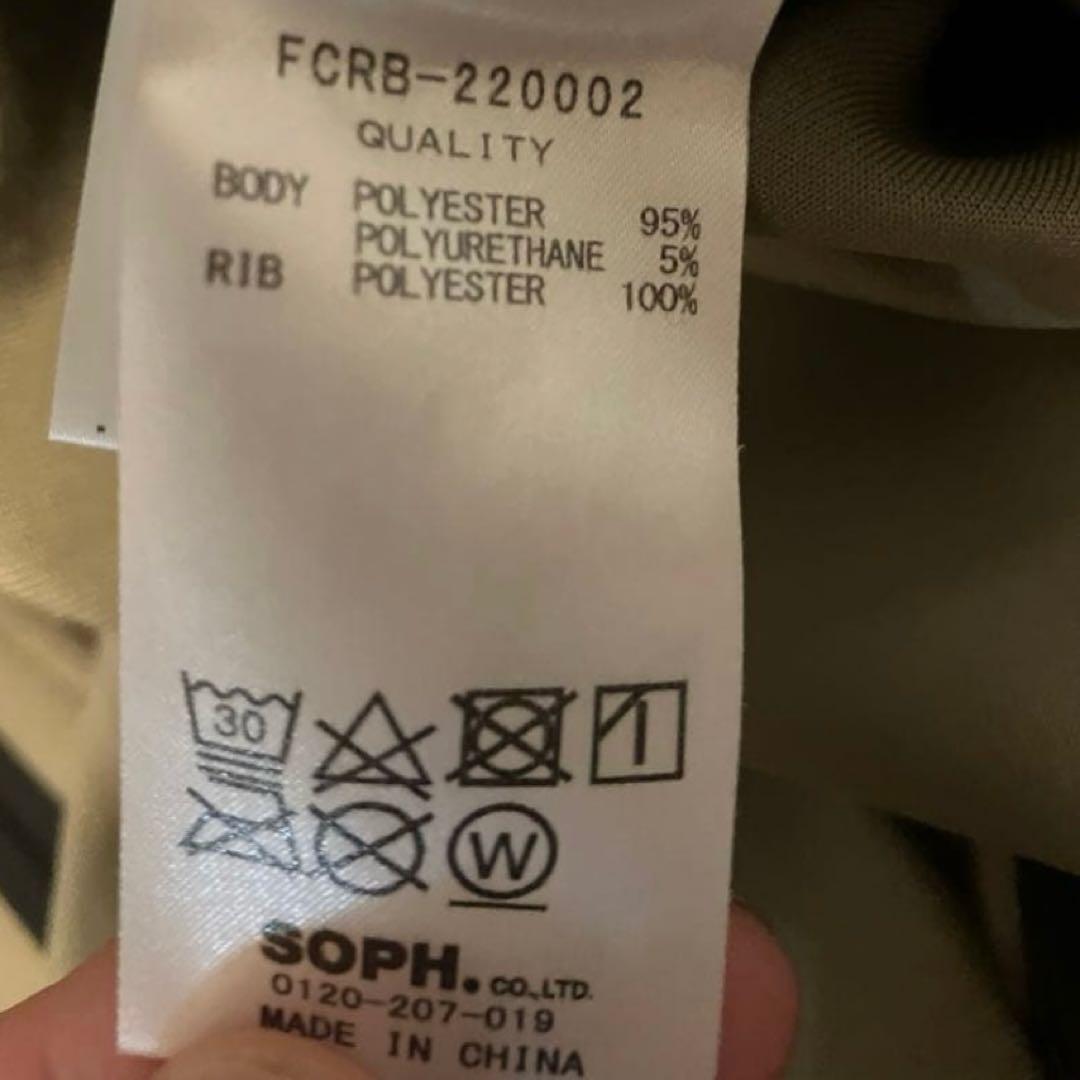 FCRB-220002
QUALITY
BODY POLYESTER 95%
POLYURETHANE 5%
RIB POLYESTER 100%
30
W
SOPH. CO.,LTD.
0120-207-019
MADE IN CHINA